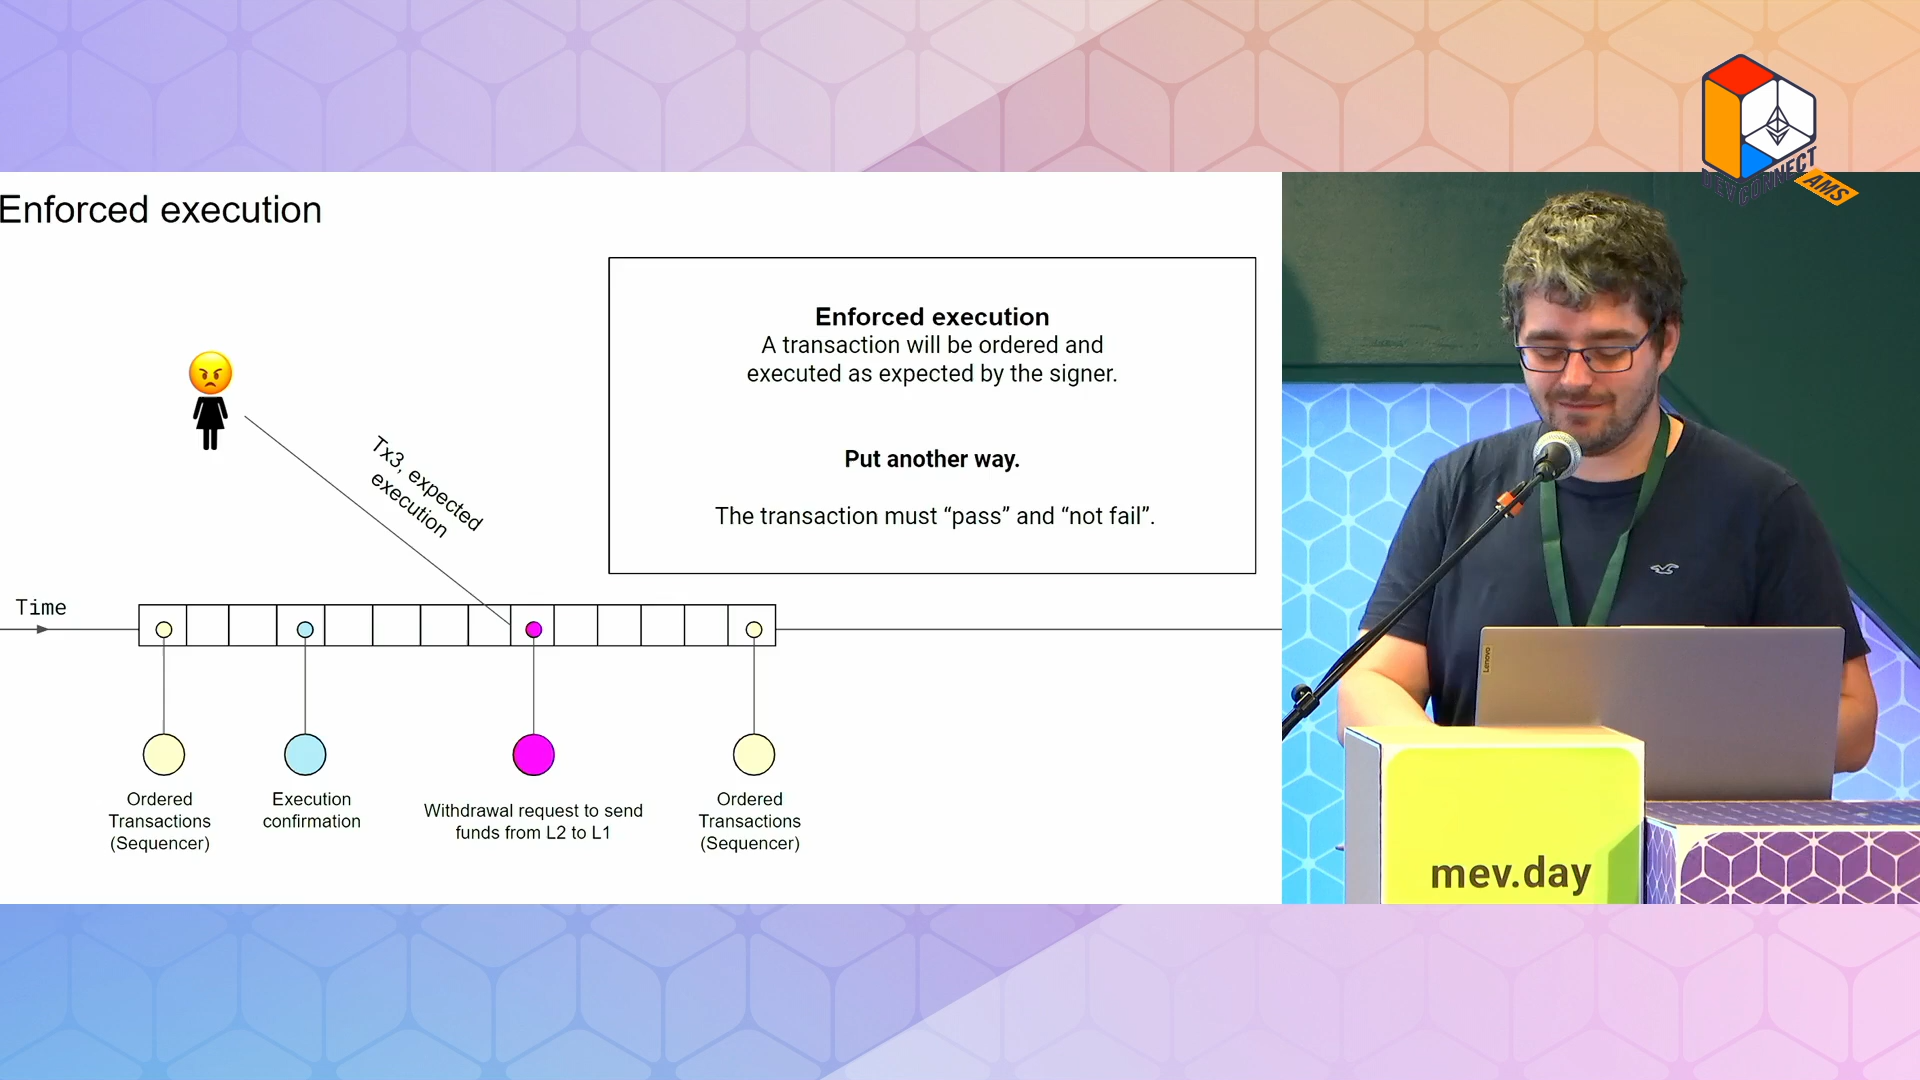 Enforced execution
Enforced execution
A transaction will be ordered and
executed as expected by the signer.
Put another way.
The transaction must “pass” and “not fail”.
Tx3, expected
execution
Time
Ordered
Transactions
(Sequencer)
Execution
confirmation
Withdrawal request to send
funds from L2 to L1
Ordered
Transactions
(Sequencer)
DEVCONNECT
AMS
Lenovo
mev.day